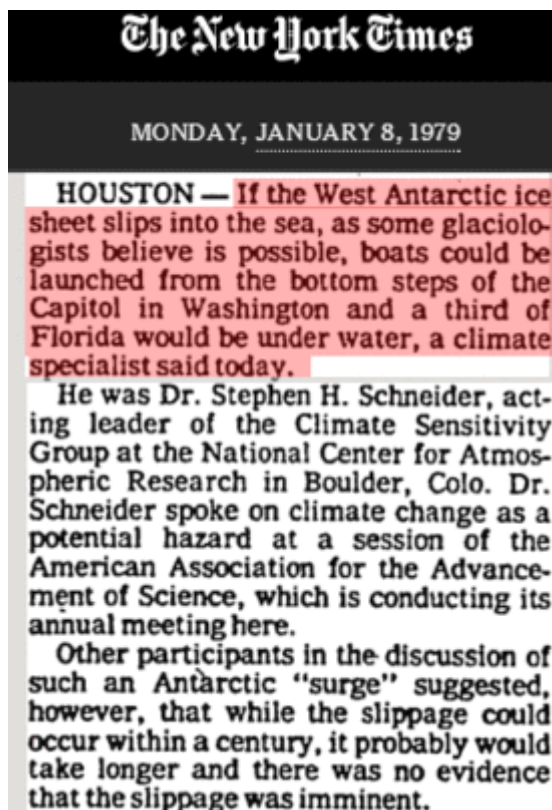 The New York Times
MONDAY, JANUARY 8, 1979
HOUSTON — If the West Antarctic ice
sheet slips into the sea, as some glaciolo-
gists believe is possible, boats could be
launched from the bottom steps of the
Capitol in Washington and a third of
Florida would be under water, a climate
specialist said today.
He was Dr. Stephen H. Schneider, act-
ing leader of the Climate Sensitivity
Group at the National Center for Atmos-
pheric Research in Boulder, Colo. Dr.
Schneider spoke on climate change as a
potential hazard at a session of the
American Association for the Advance-
ment of Science, which is conducting its
annual meeting here.
Other participants in the discussion of
such an Antarctic “surge” suggested,
however, that while the slippage could
occur within a century, it probably would
take longer and there was no evidence
that the slippage was imminent.